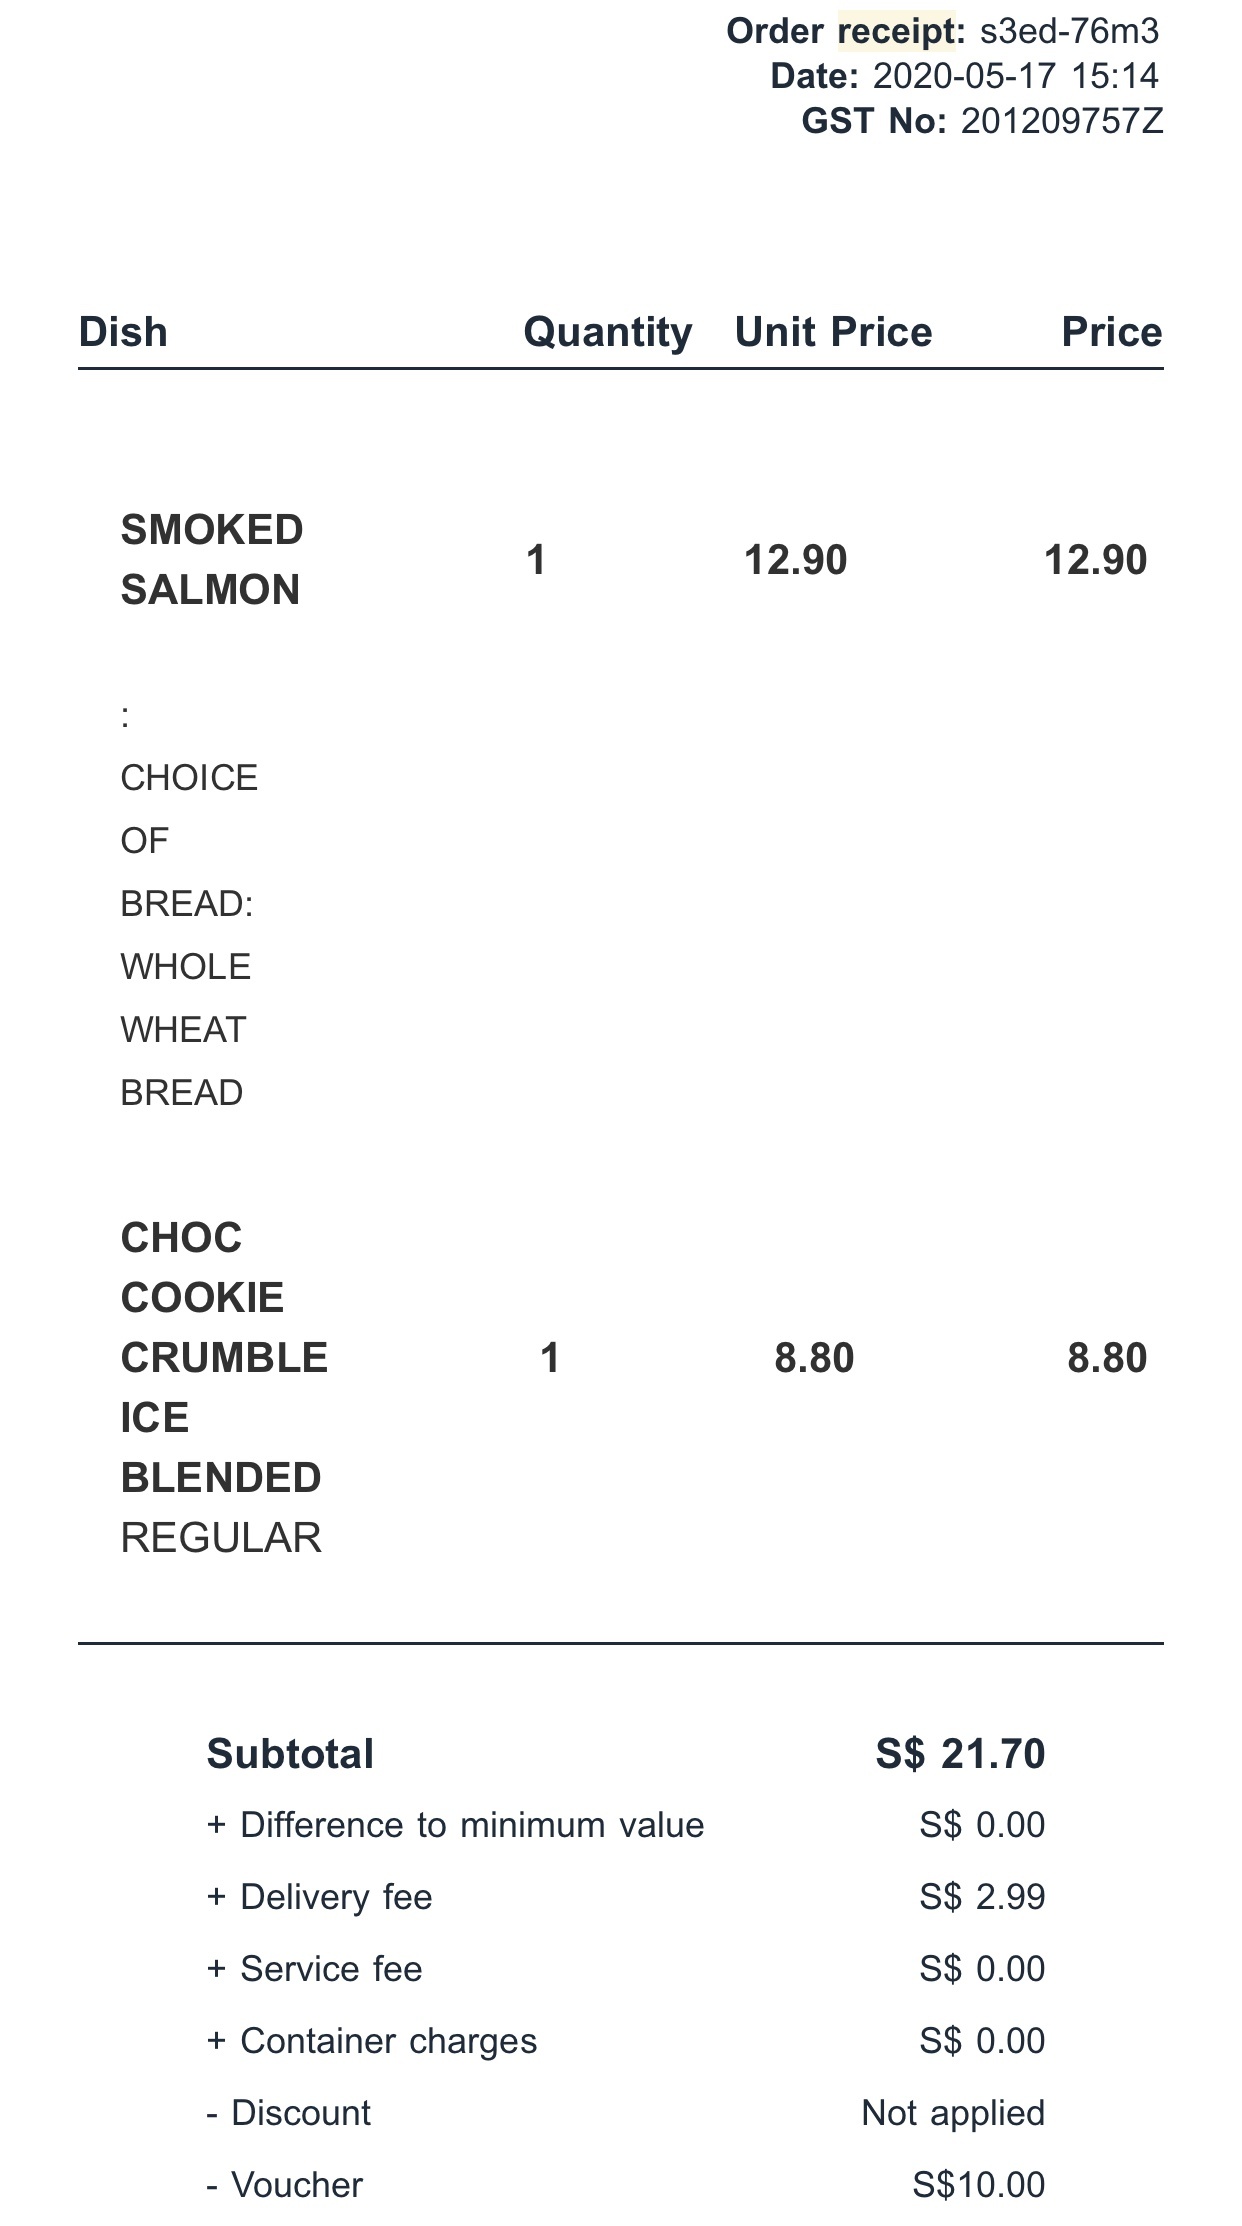 Order receipt: s3ed-76m3
Date: 2020-05-17 15:14
GST No: 201209757Z
Dish Quantity Unit Price Price
SMOKED
SALMON
1 12.90 12.90
:
CHOICE
OF
BREAD:
WHOLE
WHEAT
BREAD
CHOC
COOKIE
CRUMBLE 1 8.80 8.80
ICE
BLENDED
REGULAR
Subtotal S$ 21.70
+ Difference to minimum value S$ 0.00
+ Delivery fee S$ 2.99
+ Service fee S$ 0.00
+ Container charges S$ 0.00
- Discount Not applied
- Voucher S$10.00